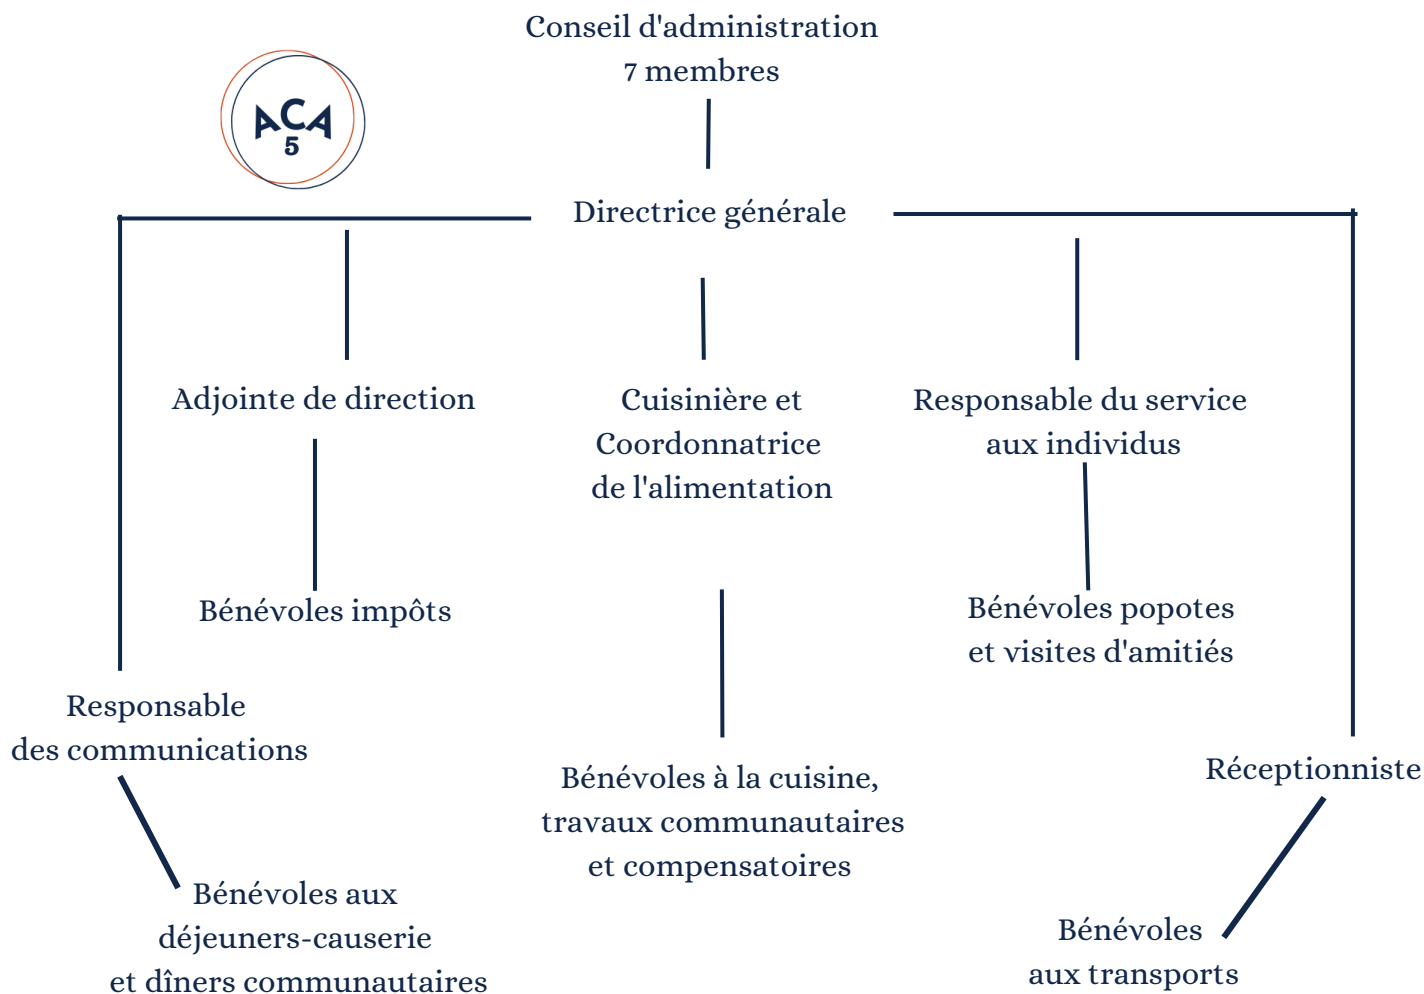 Conseil d'administration
7 membres
ACA
5
Directrice générale
Adjointe de direction
Cuisinière et
Coordonnatrice
de l'alimentation
Responsable du service
aux individus
Bénévoles impôts
Bénévoles popotes
et visites d'amitiés
Responsable
des communications
Bénévoles à la cuisine,
travaux communautaires
et compensatoires
Réceptionniste
Bénévoles aux
déjeuners-causerie
et dîners communautaires
Bénévoles
aux transports